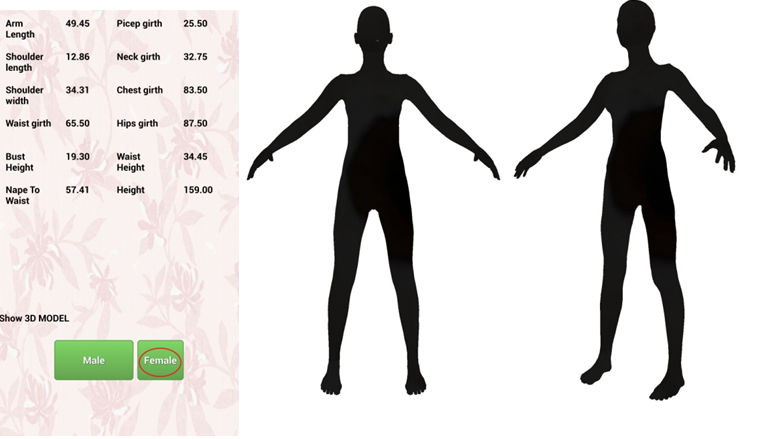 Arm Length 49.45 Picep girth 25.50
Shoulder length 12.86 Neck girth 32.75
Shoulder width 34.31 Chest girth 83.50
Waist girth 65.50 Hips girth 87.50
Bust Height 19.30 Waist Height 34.45
Nape To Waist 57.41 Height 159.00
Show 3D MODEL
Male Female